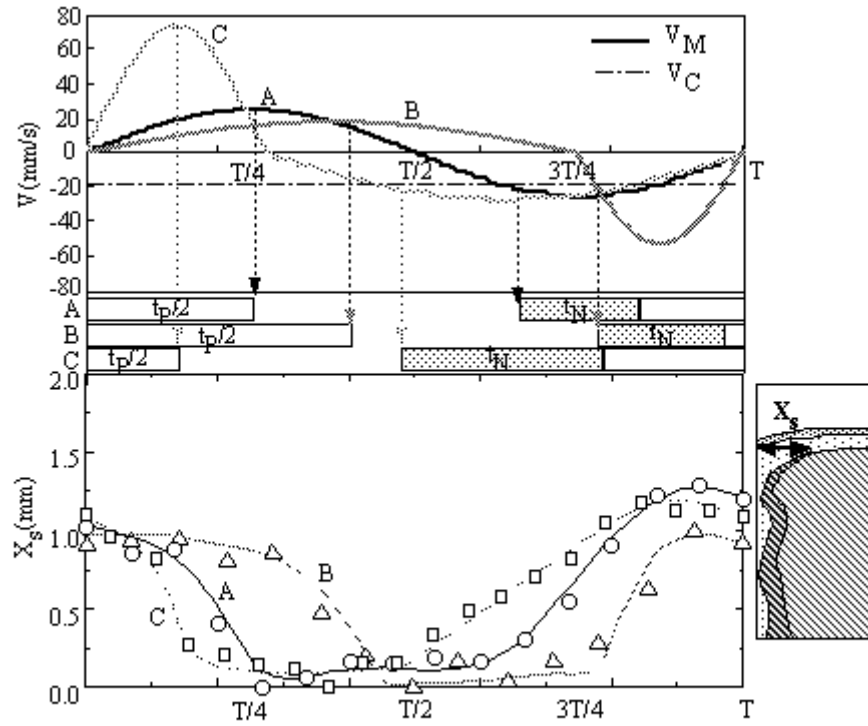 80
60
40
20
0
-20
-40
-60
-80
V(mm/s)
C
A
B
V_M
V_C
T/4
T/2
3T/4
T
A
t_P/2
t_N
B
t_P/2
t_N
C
t_P/2
t_N
2.0
1.5
1.0
0.5
0.0
X_s(mm)
A
B
C
T/4
T/2
3T/4
T
X_s